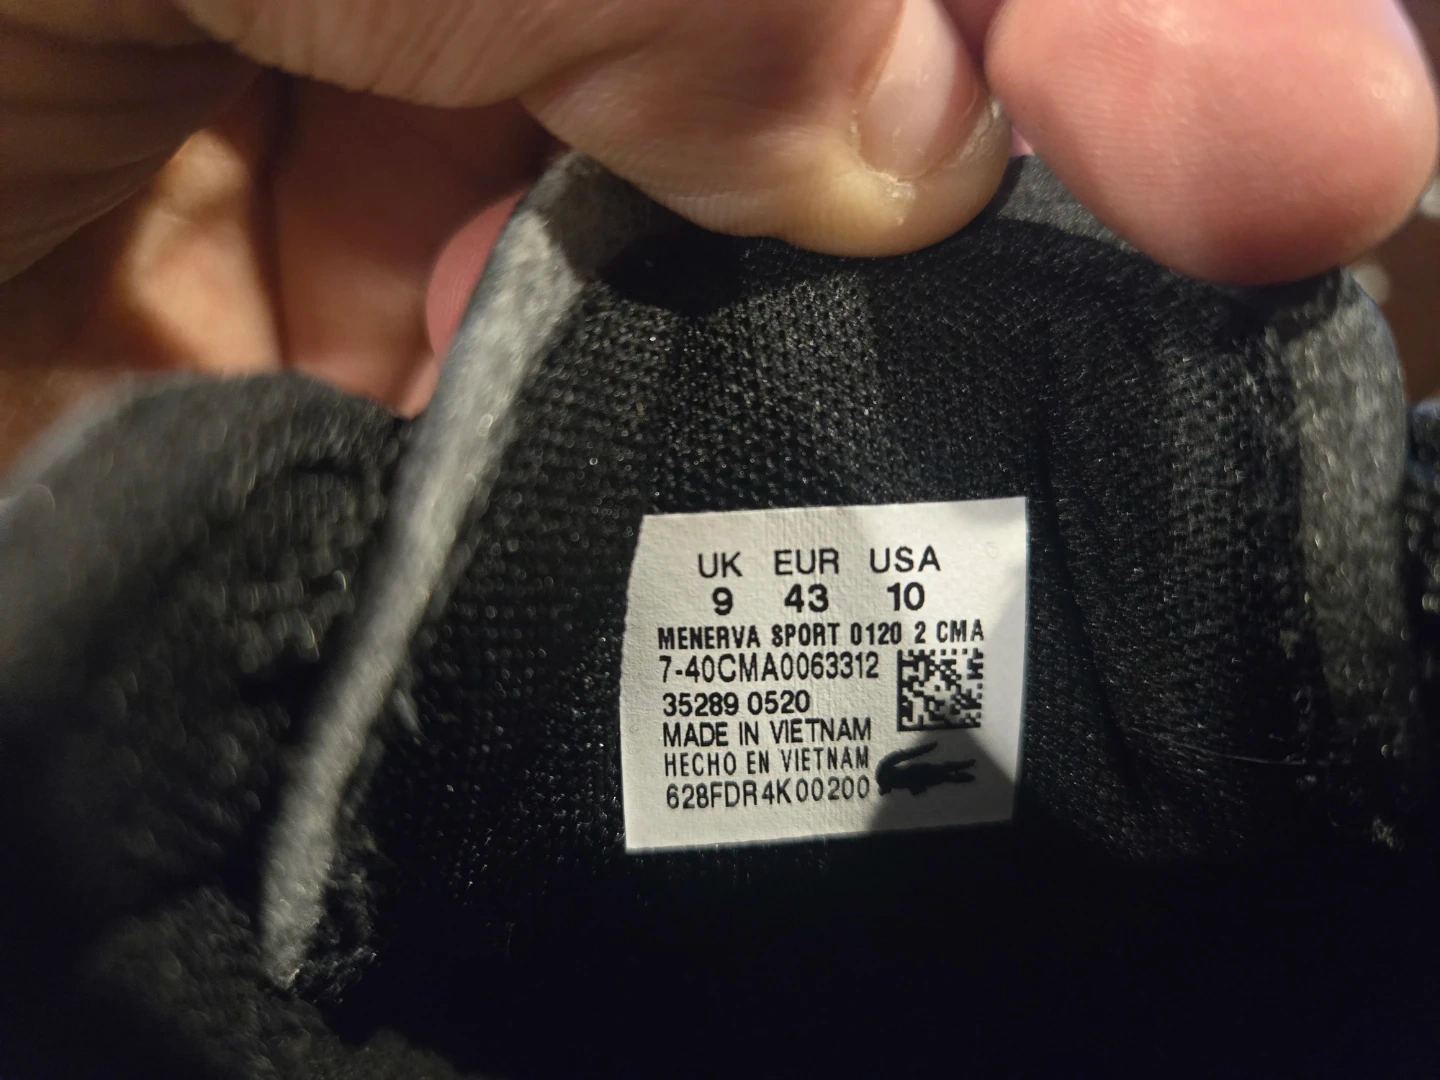 UK EUR USA
9 43 10
MENERVA SPORT 0120 2 CMA
7-40CMA0063312
35289 0520
MADE IN VIETNAM
HECHO EN VIETNAM
628FDR4K00200